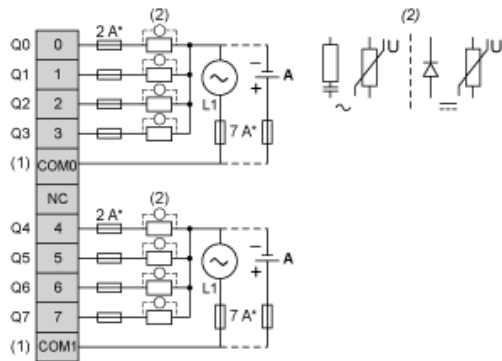 (2) (2)
Q0 0 2 A*
Q1 1
Q2 2
Q3 3
(1) COM0
L1 7 A*
− + A
U U
~
NC
(2)
Q4 4 2 A*
Q5 5
Q6 6
Q7 7
(1) COM1
L1 7 A*
− + A